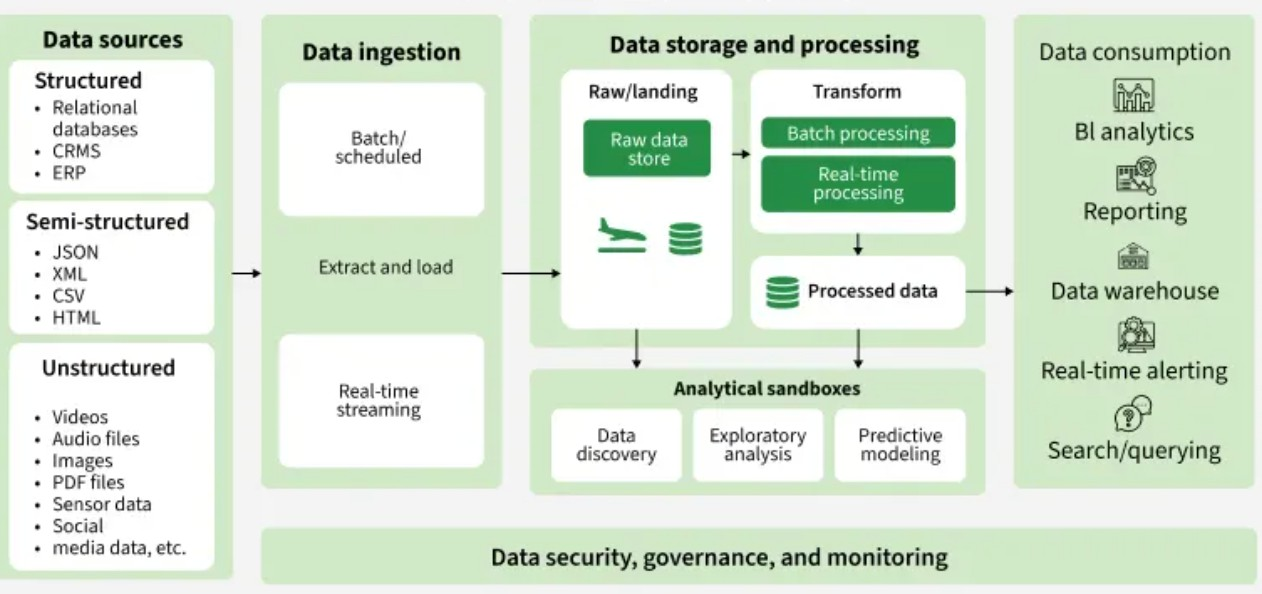 Data sources
Structured
• Relational
databases
• CRMS
• ERP
Semi-structured
• JSON
• XML
• CSV
• HTML
Unstructured
• Videos
• Audio files
• Images
• PDF files
• Sensor data
• Social
• media data, etc.
Data ingestion
Batch/
scheduled
Extract and load
Real-time
streaming
Data storage and processing
Raw/landing
Raw data
store
Transform
Batch processing
Real-time
processing
Processed data
Analytical sandboxes
Data
discovery
Exploratory
analysis
Predictive
modeling
Data consumption
Bl analytics
Reporting
Data warehouse
Real-time alerting
Search/querying
Data security, governance, and monitoring